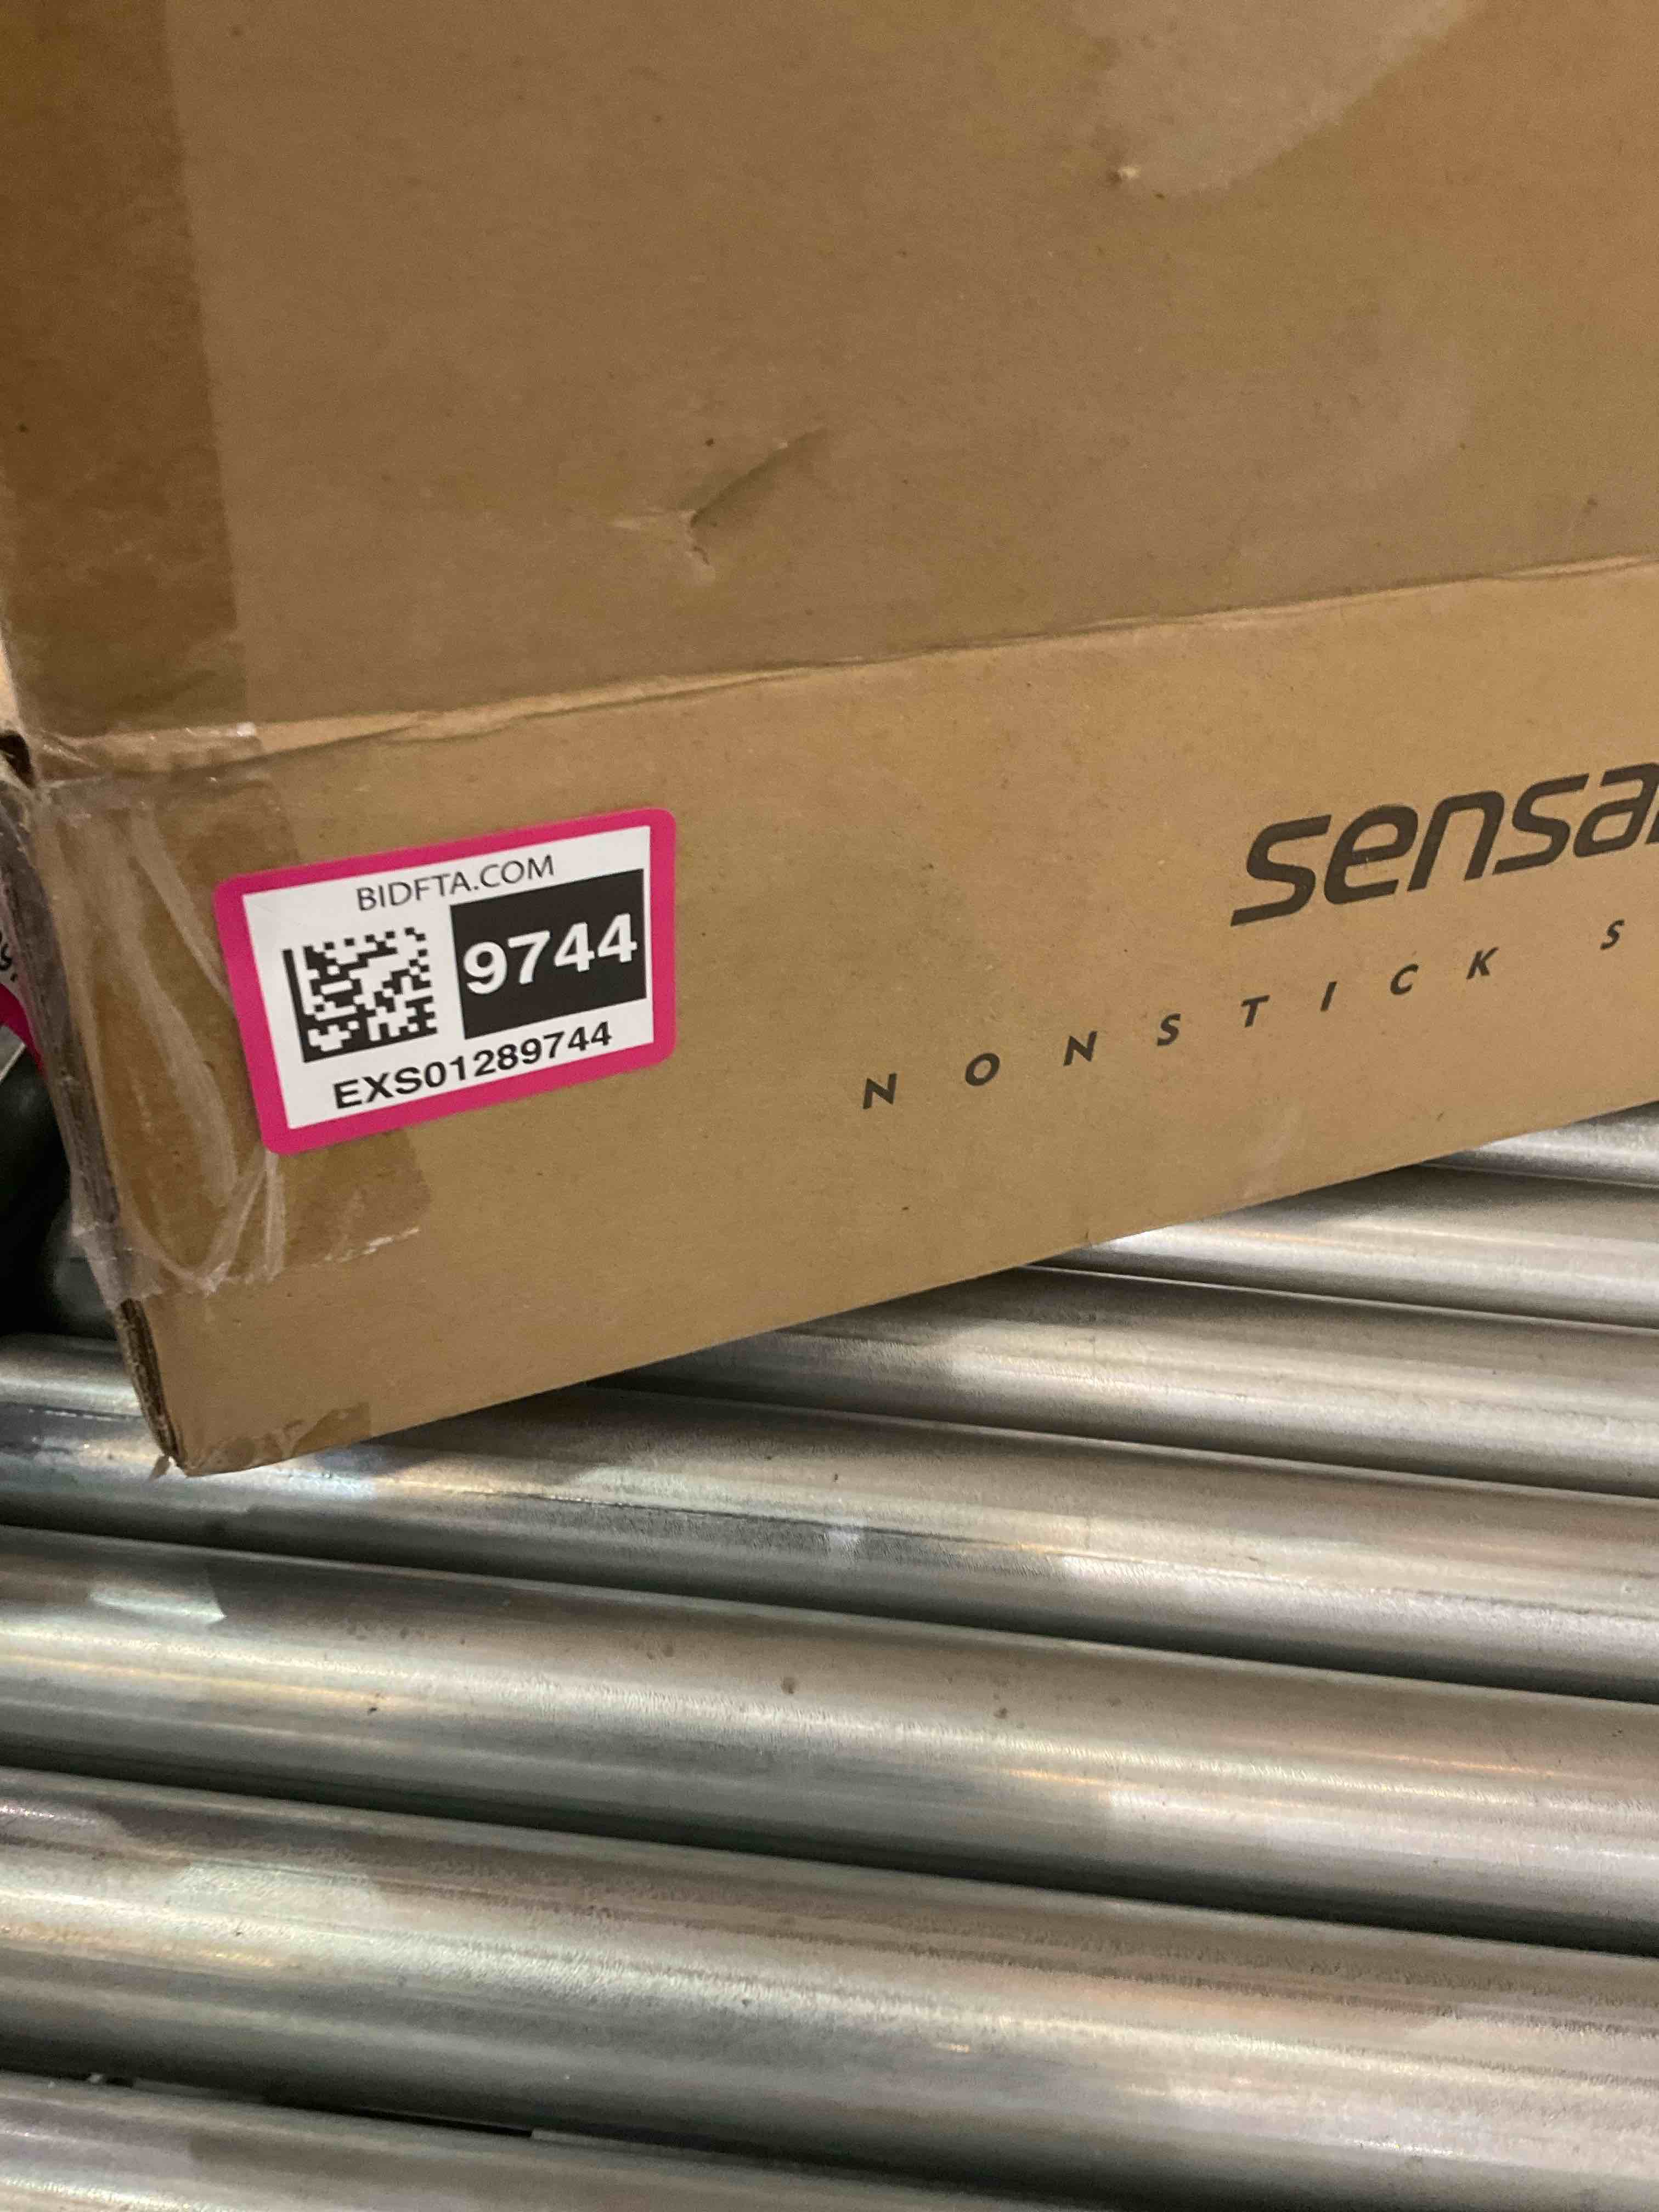 BIDFTA.COM
9744
EXS01289744
sensa
NONSTICK S